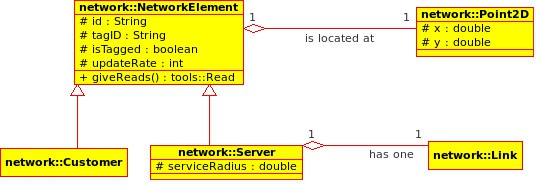 network::NetworkElement
# id : String
# tagID : String
# isTagged : boolean
# updateRate : int
+ giveReads() : tools::Read
1
1
is located at
network::Point2D
# x : double
# y : double
network::Customer
network::Server
# serviceRadius : double
1
1
has one
network::Link